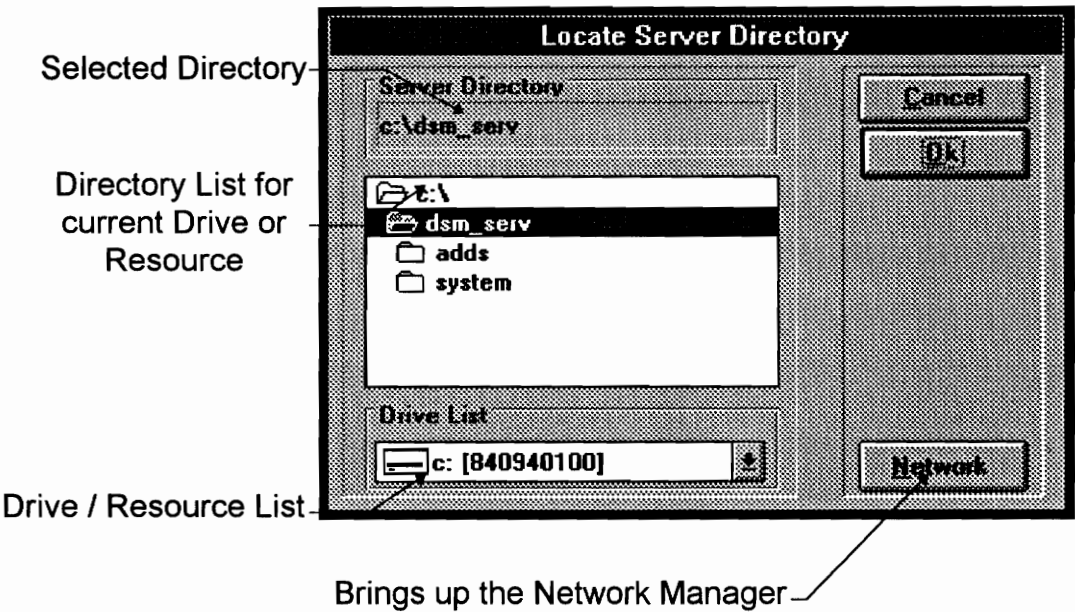 Locate Server Directory
Selected Directory
Server Directory
Cancel
c:\dsm_serv
Ok
Directory List for
current Drive or
Resource
c:\
dsm_serv
adds
system
Drive List
c: [840940100]
Network
Drive / Resource List
Brings up the Network Manager